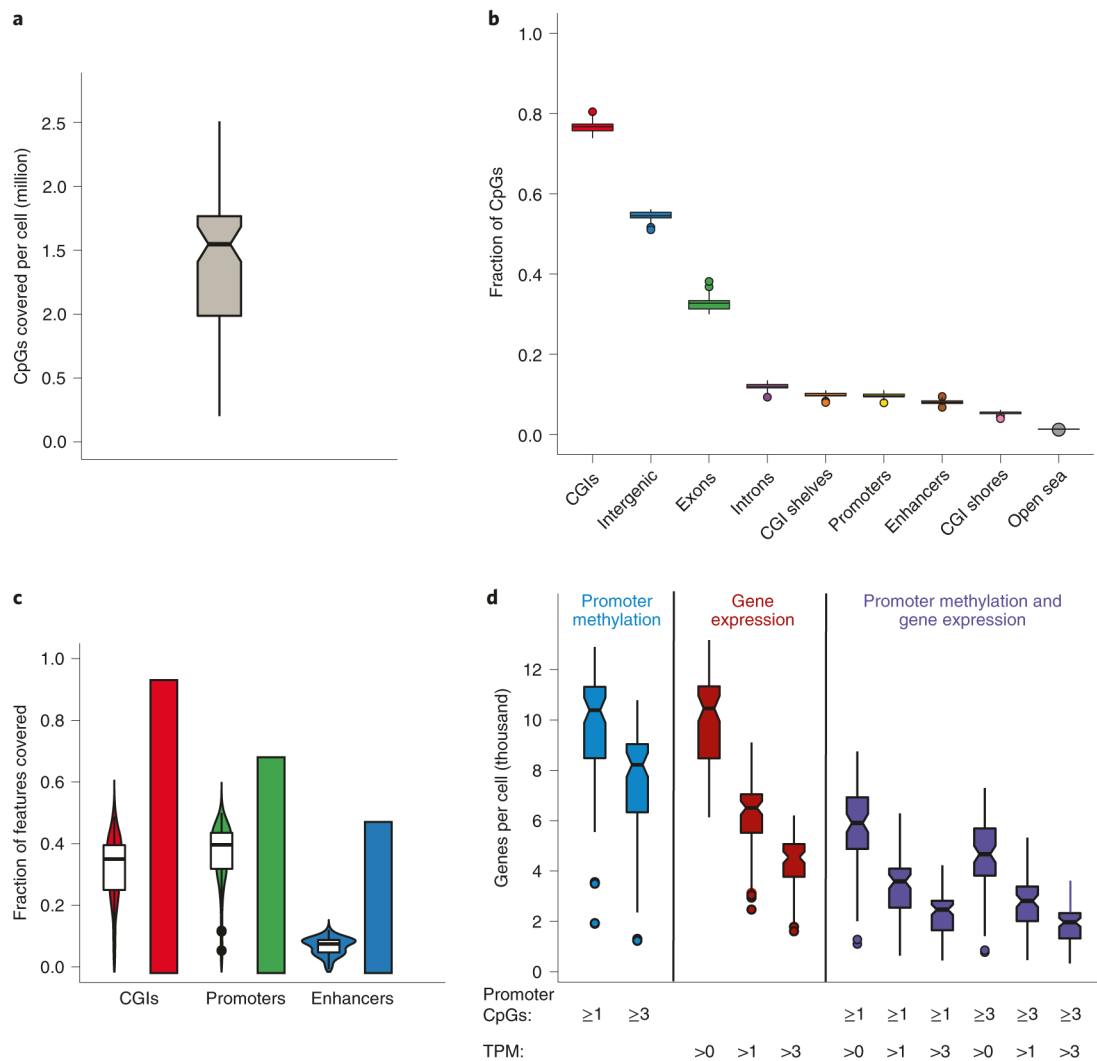 a
CpGs covered per cell (million)
2.5
2.0
1.5
2.0
0.5
0.0
b
Fraction of CpGs
1.0
0.8
0.6
0.4
0.2
0.0
CGIs
Intergenic
Exons
Introns
CGI shelves
Promoters
Enhancers
CGI shores
Open sea
c
Fraction of features covered
1.0
0.8
0.6
0.4
0.2
0.0
CGIs
Promoters
Enhancers
d
Promoter
methylation
Gene
expression
Promoter methylation and
gene expression
Genes per cell (thousand)
12
10
8
6
4
2
0
Promoter
CpGs: ≥1 ≥3 ≥1 ≥1 ≥1 ≥3 ≥3 ≥3
TPM: >0 >1 >3 >0 >1 >3 >0 >1 >3